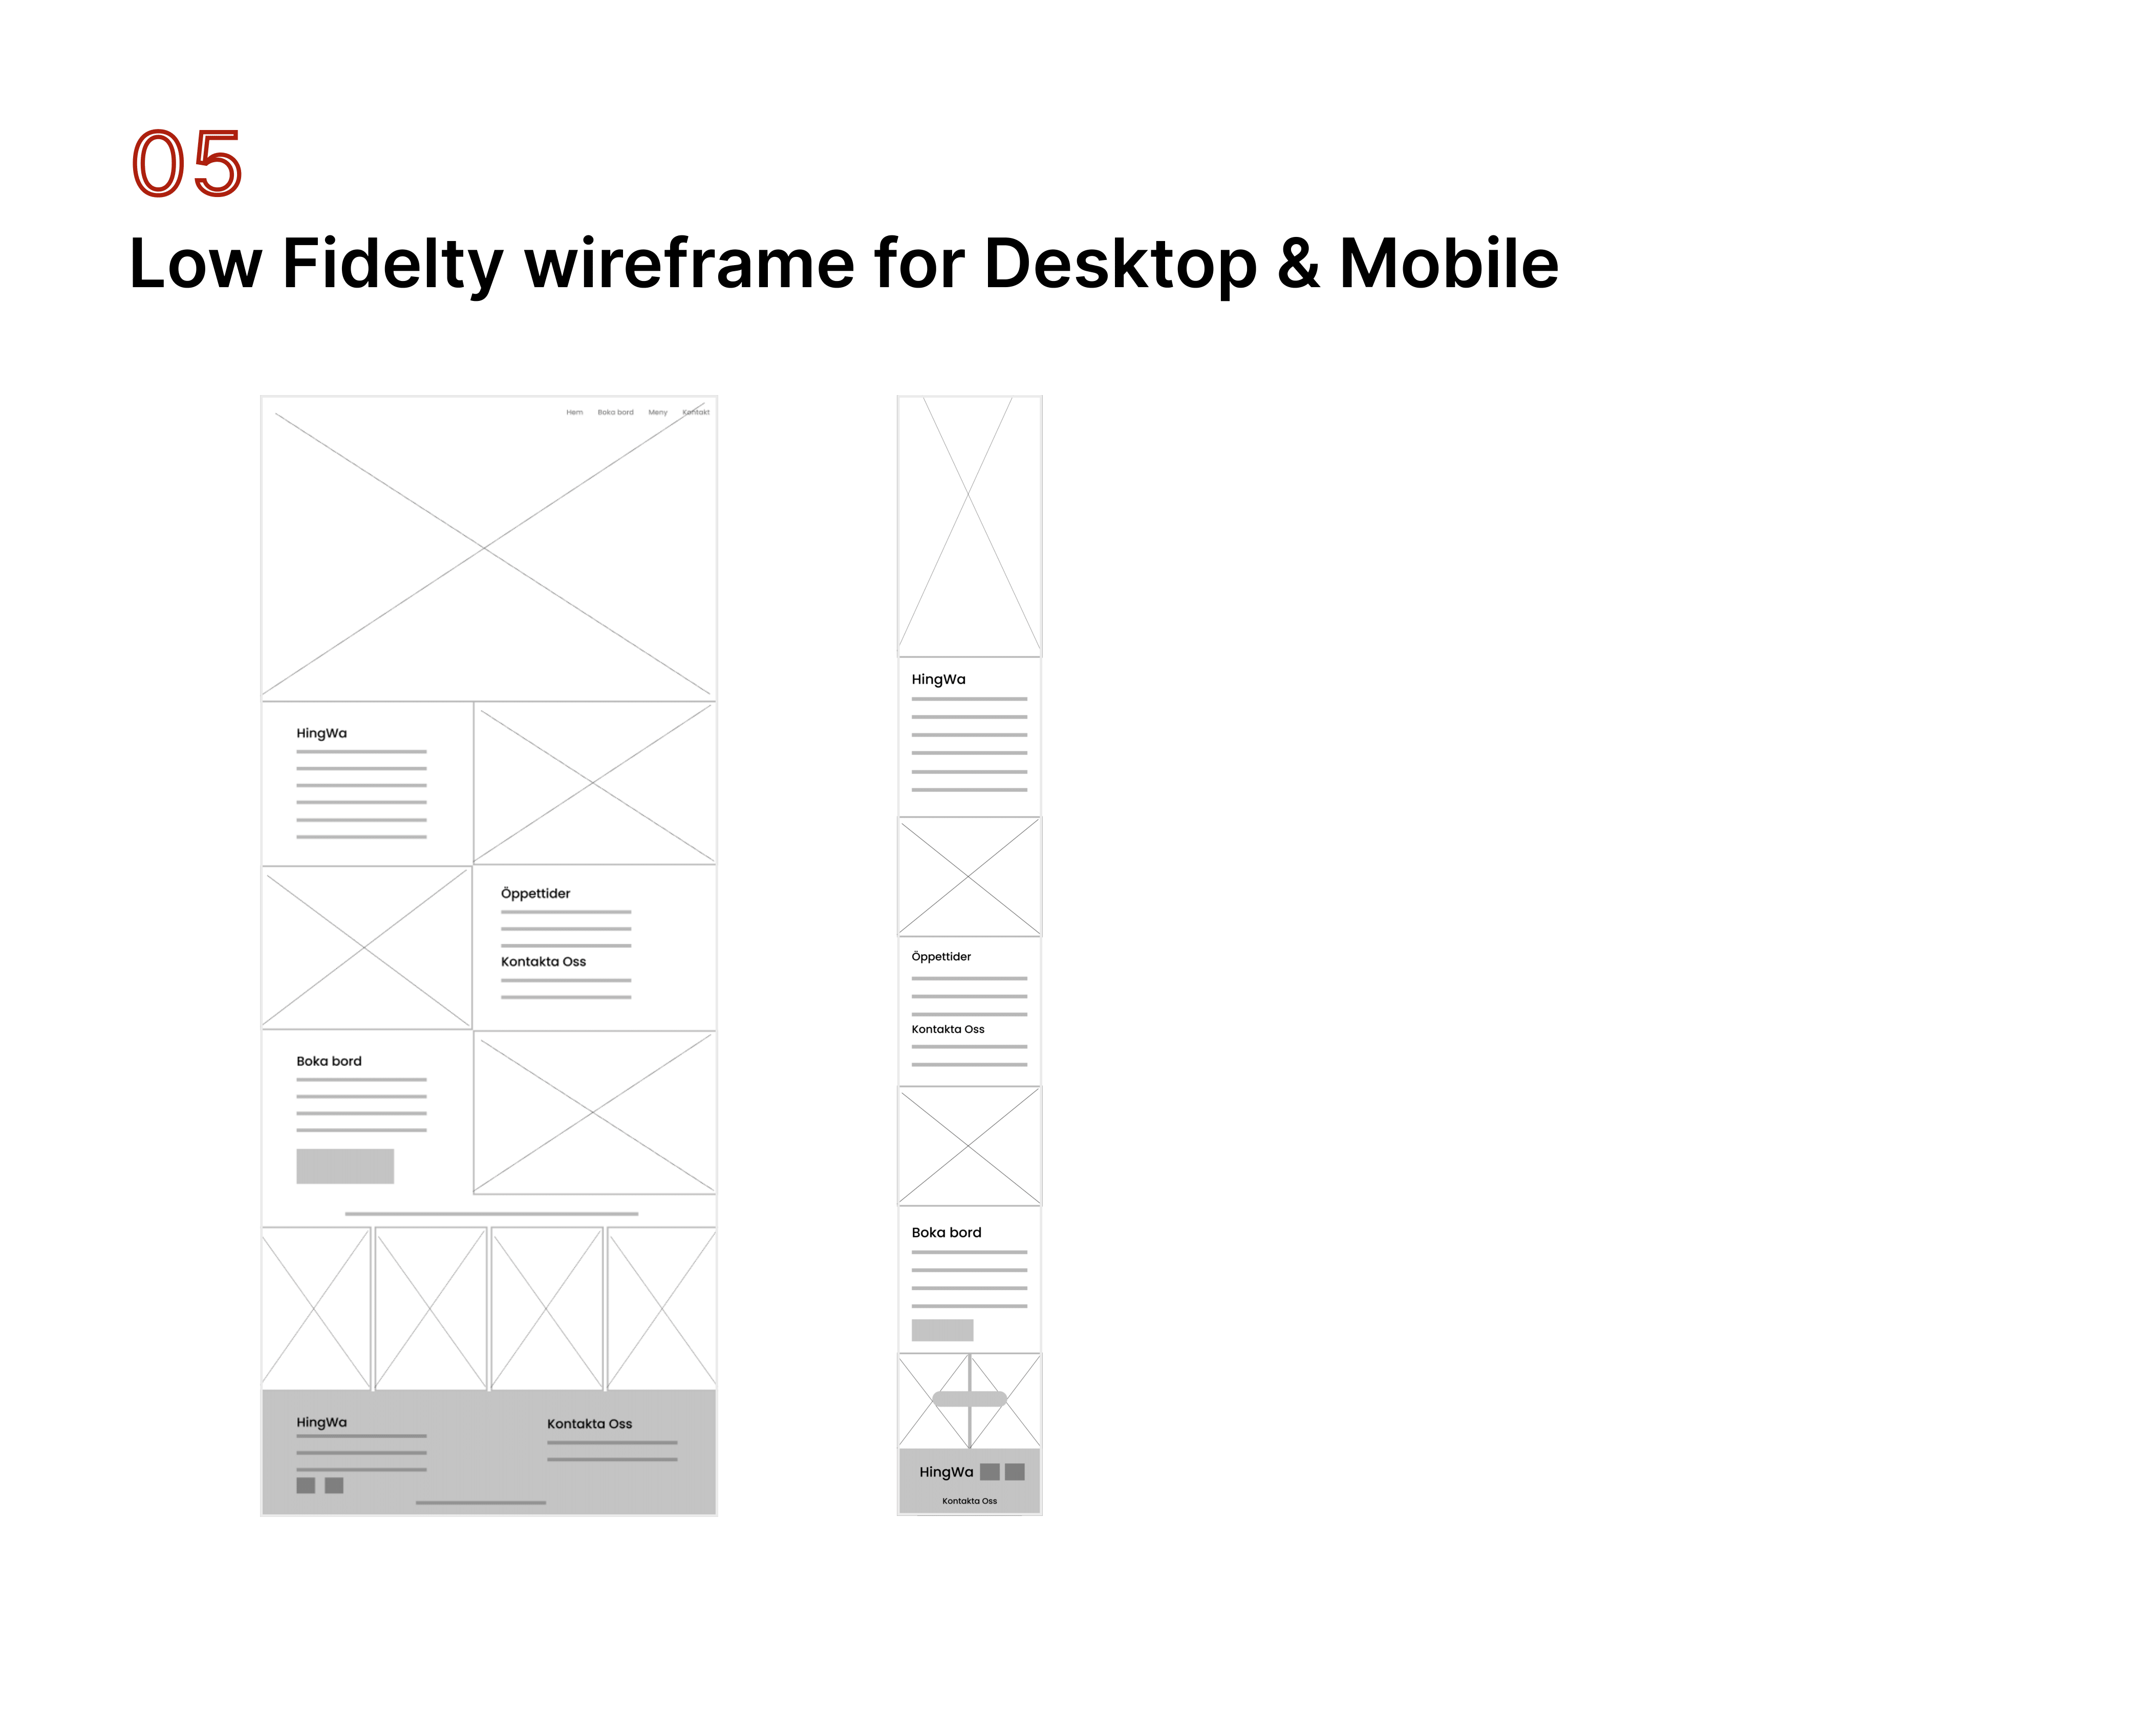 05
Low Fidelty wireframe for Desktop & Mobile
Hem Boka bord Meny Kontakt
HingWa
Öppettider
Kontakta Oss
Boka bord
HingWa
Kontakta Oss
HingWa
Öppettider
Kontakta Oss
Boka bord
HingWa
Kontakta Oss